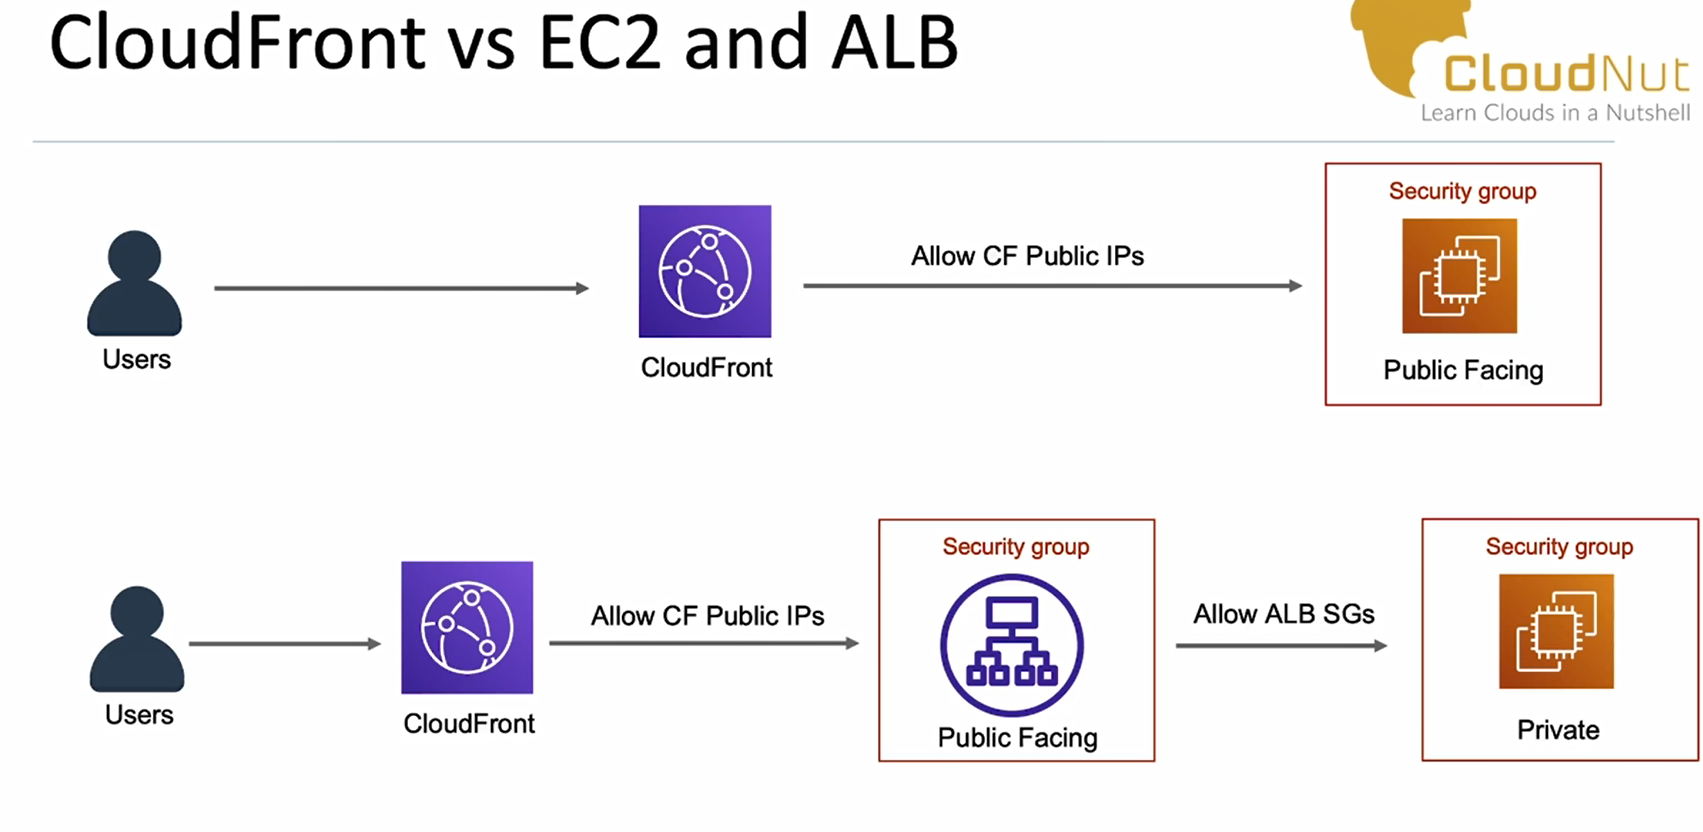 CloudFront vs EC2 and ALB
CloudNut
Learn Clouds in a Nutshell
Security group
Allow CF Public IPs
Users
CloudFront
Public Facing
Security group
Security group
Allow CF Public IPs
Allow ALB SGs
Users
CloudFront
Public Facing
Private